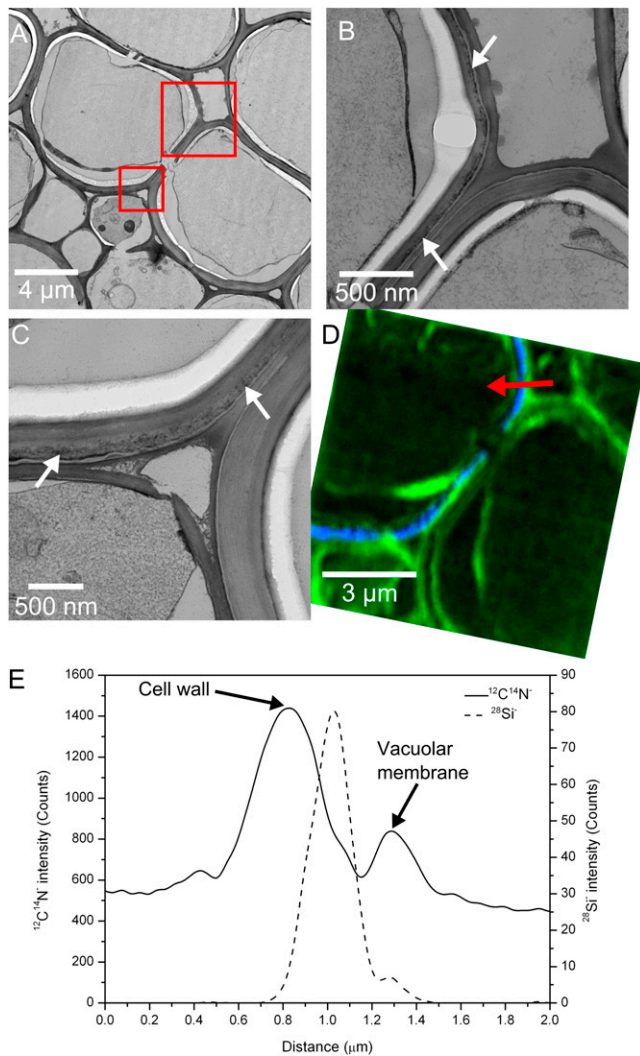 A
B
4 µm
500 nm
C
D
500 nm
3 µm
E
1600
1400
1200
1000
800
600
400
200
0
¹²C¹⁴N⁻ intensity (Counts)
Cell wall
Vacuolar
membrane
¹²C¹⁴N⁻
²⁸Si⁻
90
80
70
60
50
40
30
20
10
0
²⁸Si⁻ intensity (Counts)
0.0 0.2 0.4 0.6 0.8 1.0 1.2 1.4 1.6 1.8 2.0
Distance (µm)